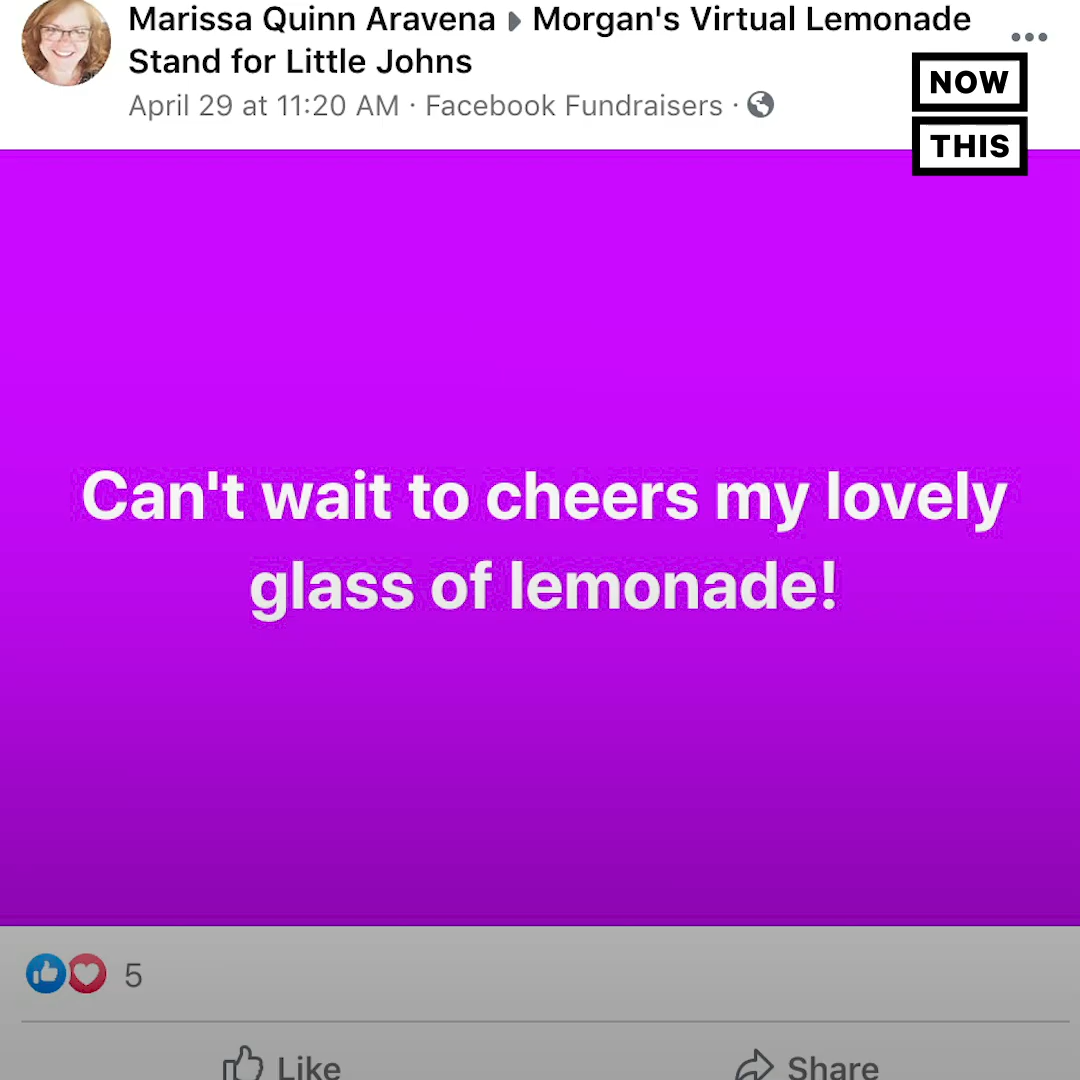 Marissa Quinn Aravena ▸ Morgan's Virtual Lemonade
Stand for Little Johns
April 29 at 11:20 AM · Facebook Fundraisers ·
NOW
THIS
Can't wait to cheers my lovely
glass of lemonade!
5
Like
Share